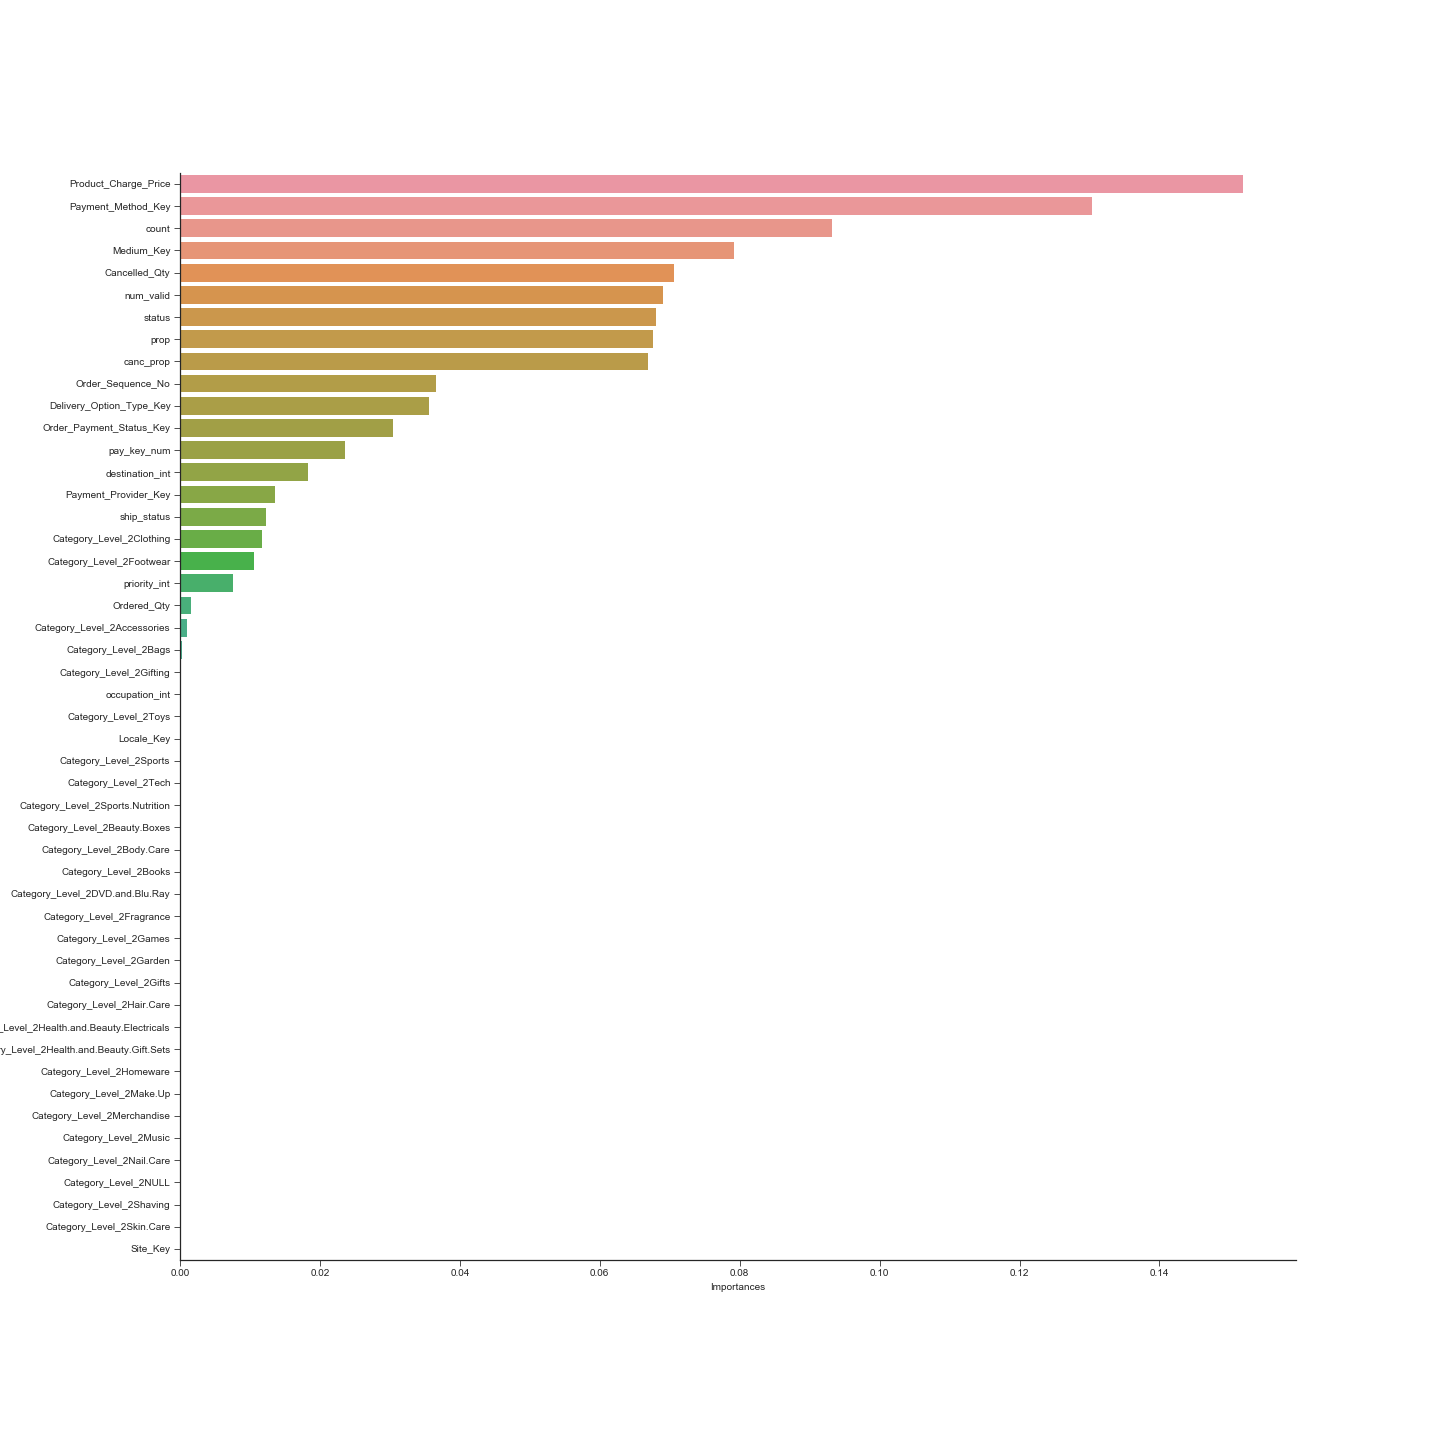 Product_Charge_Price
Payment_Method_Key
count
Medium_Key
Cancelled_Qty
num_valid
status
prop
canc_prop
Order_Sequence_No
Delivery_Option_Type_Key
Order_Payment_Status_Key
pay_key_num
destination_int
Payment_Provider_Key
ship_status
Category_Level_2Clothing
Category_Level_2Footwear
priority_int
Ordered_Qty
Category_Level_2Accessories
Category_Level_2Bags
Category_Level_2Gifting
occupation_int
Category_Level_2Toys
Locale_Key
Category_Level_2Sports
Category_Level_2Tech
Category_Level_2Sports.Nutrition
Category_Level_2Beauty.Boxes
Category_Level_2Body.Care
Category_Level_2Books
Category_Level_2DVD.and.Blu.Ray
Category_Level_2Fragrance
Category_Level_2Games
Category_Level_2Garden
Category_Level_2Gifts
Category_Level_2Hair.Care
_Level_2Health.and.Beauty.Electricals
y_Level_2Health.and.Beauty.Gift.Sets
Category_Level_2Homeware
Category_Level_2Make.Up
Category_Level_2Merchandise
Category_Level_2Music
Category_Level_2Nail.Care
Category_Level_2NULL
Category_Level_2Shaving
Category_Level_2Skin.Care
Site_Key
0.00 0.02 0.04 0.06 0.08 0.10 0.12 0.14
Importances